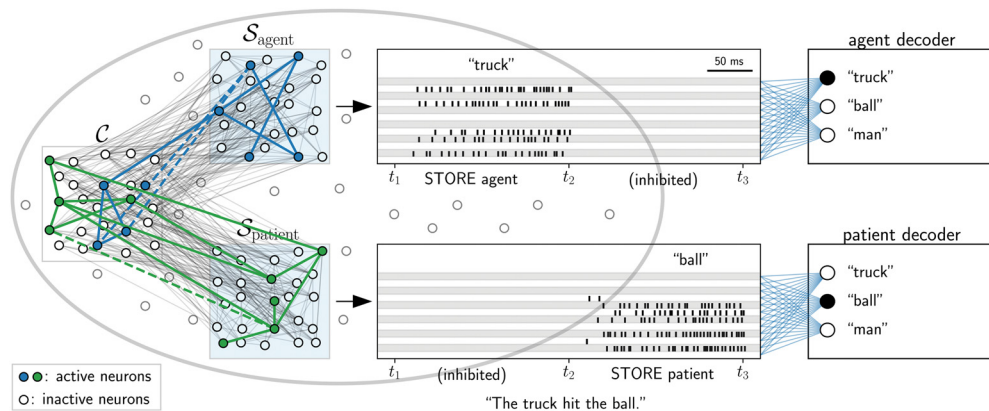 S_agent
agent decoder
"truck"
50 ms
"truck"
"ball"
"man"
C
t₁ STORE agent t₂ (inhibited) t₃
S_patient
patient decoder
"ball"
"truck"
"ball"
"man"
: active neurons
: inactive neurons
t₁ (inhibited) t₂ STORE patient t₃
"The truck hit the ball."